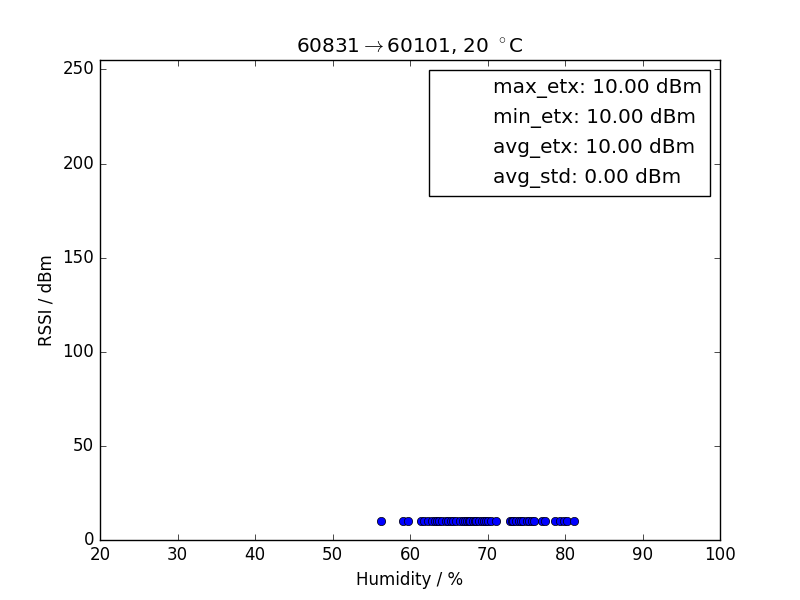 60831→60101, 20 °C
max_etx: 10.00 dBm
min_etx: 10.00 dBm
avg_etx: 10.00 dBm
avg_std: 0.00 dBm
RSSI / dBm
250
200
150
100
50
0
20 30 40 50 60 70 80 90 100
Humidity / %